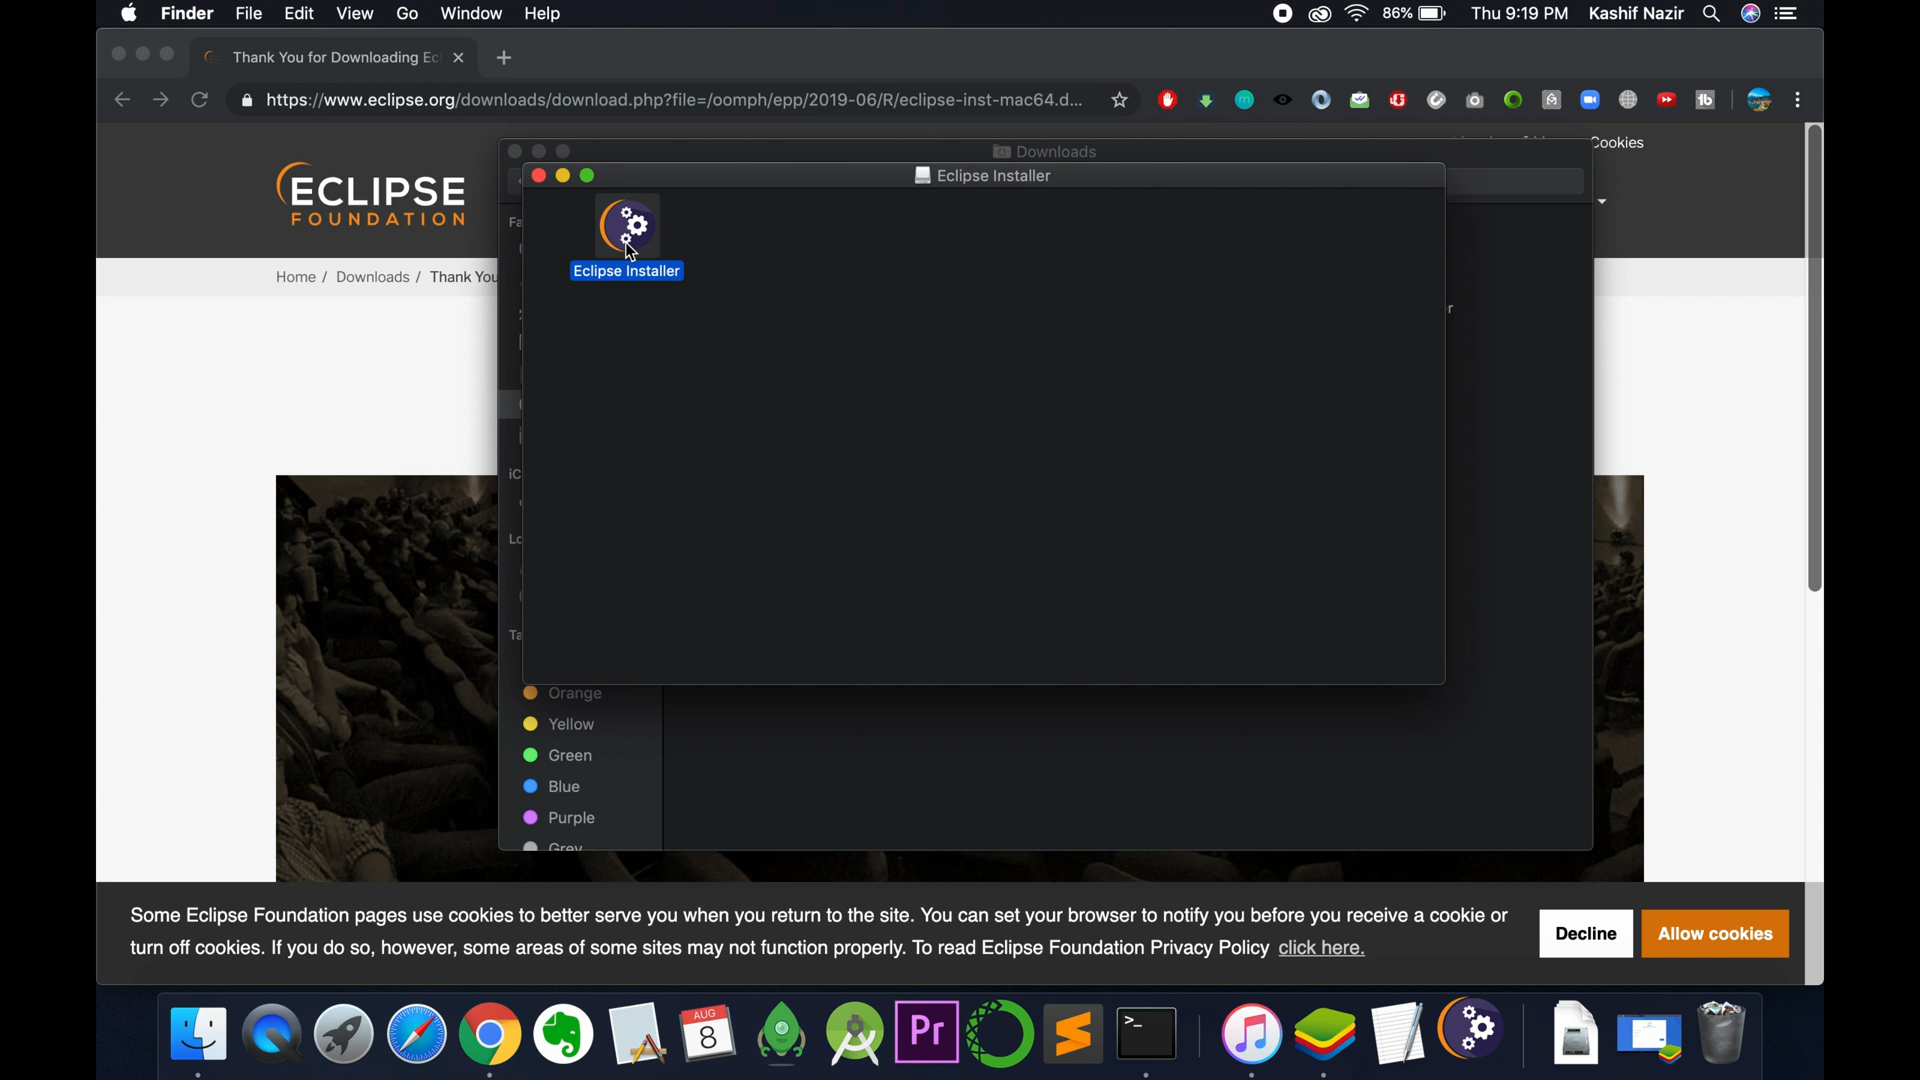 Finder File Edit View Go Window Help 86% Thu 9:19 PM Kashif Nazir
Thank You for Downloading Ecl
https://www.eclipse.org/downloads/download.php?file=/oomph/epp/2019-06/R/eclipse-inst-mac64.d...
Cookies
Downloads
Eclipse Installer
ECLIPSE
FOUNDATION
Eclipse Installer
Home / Downloads / Thank You
Orange
Yellow
Green
Blue
Purple
Grey
Some Eclipse Foundation pages use cookies to better serve you when you return to the site. You can set your browser to notify you before you receive a cookie or
turn off cookies. If you do so, however, some areas of some sites may not function properly. To read Eclipse Foundation Privacy Policy click here.
Decline
Allow cookies
AUG
8
Pr
>_